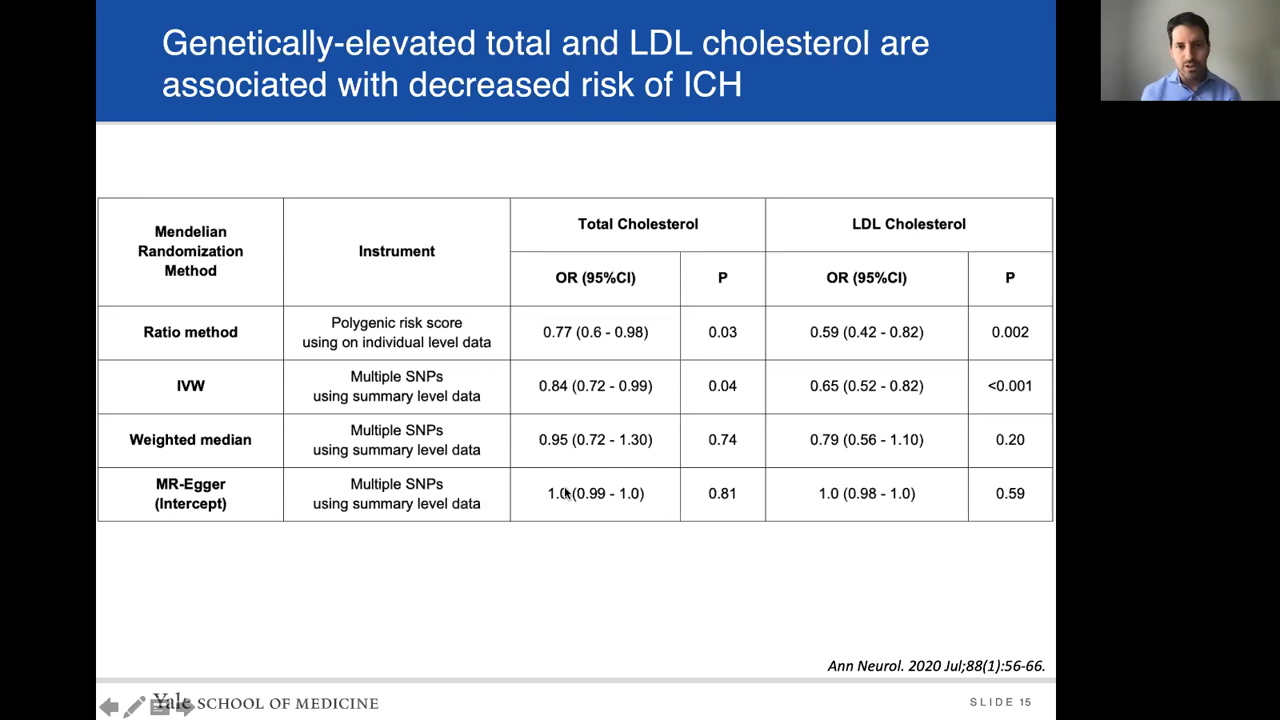 Genetically-elevated total and LDL cholesterol are
associated with decreased risk of ICH
Mendelian
Randomization
Method
Instrument
Total Cholesterol
LDL Cholesterol
OR (95%CI)
P
OR (95%CI)
P
Ratio method
Polygenic risk score
using on individual level data
0.77 (0.6 - 0.98)
0.03
0.59 (0.42 - 0.82)
0.002
IVW
Multiple SNPs
using summary level data
0.84 (0.72 - 0.99)
0.04
0.65 (0.52 - 0.82)
<0.001
Weighted median
Multiple SNPs
using summary level data
0.95 (0.72 - 1.30)
0.74
0.79 (0.56 - 1.10)
0.20
MR-Egger
(Intercept)
Multiple SNPs
using summary level data
1.0 (0.99 - 1.0)
0.81
1.0 (0.98 - 1.0)
0.59
Ann Neurol. 2020 Jul;88(1):56-66.
Yale SCHOOL OF MEDICINE
SLIDE 15